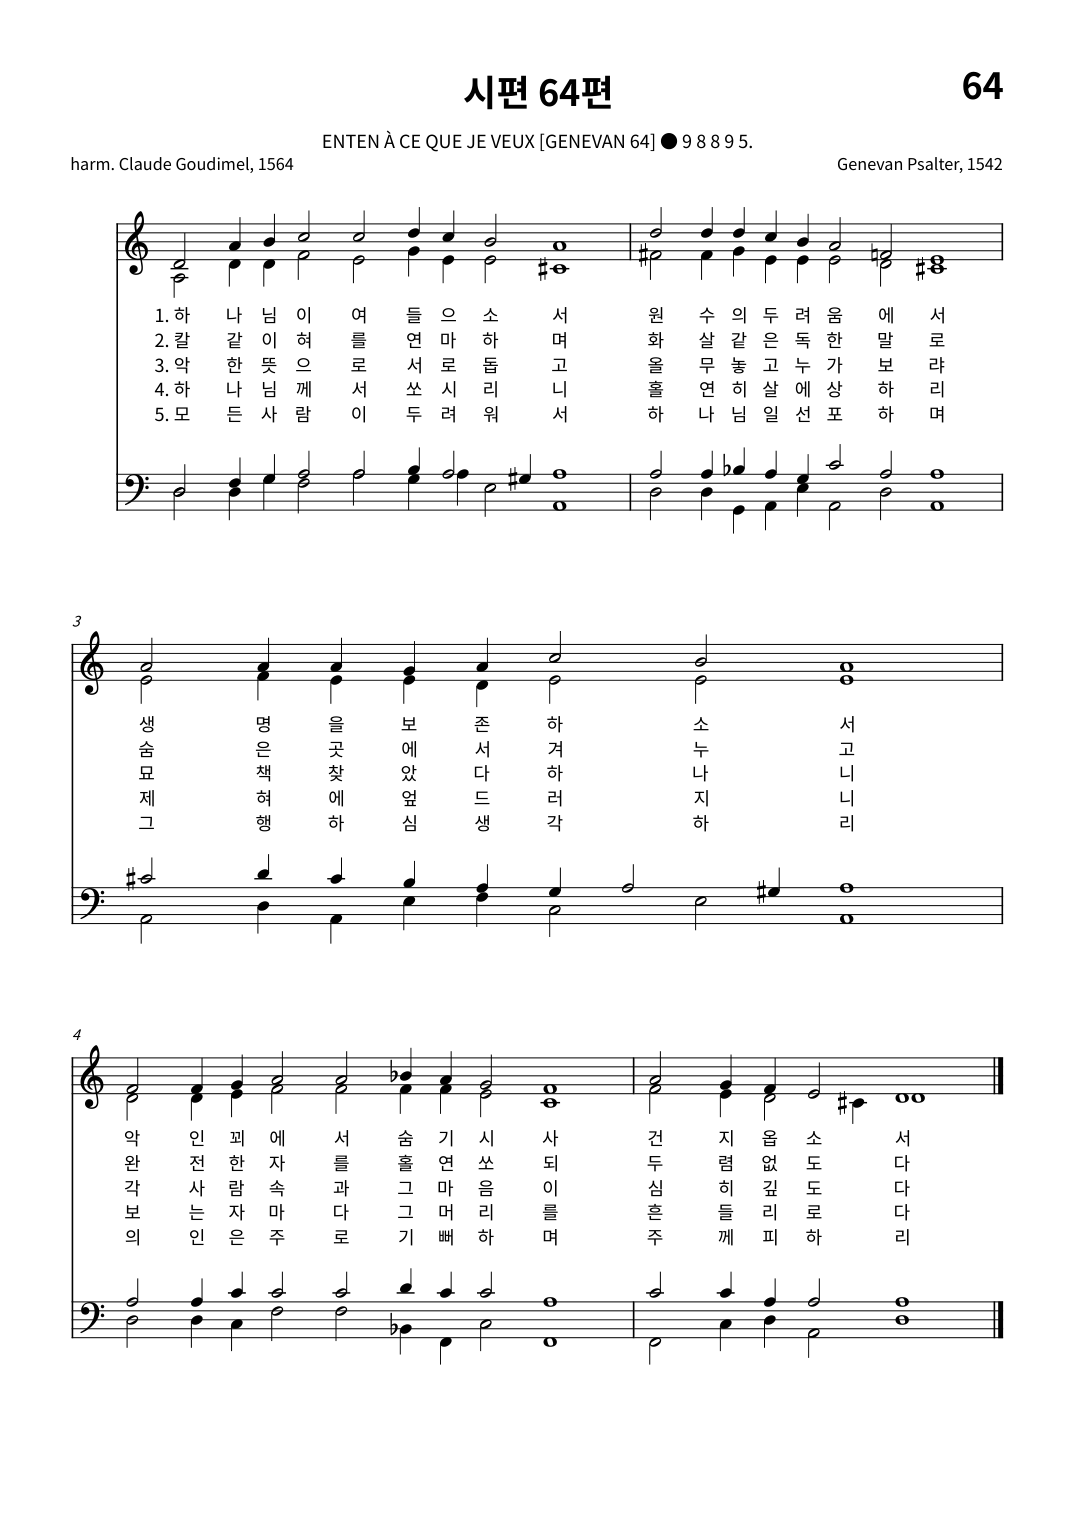 시편 64편
64
ENTEN À CE QUE JE VEUX [GENEVAN 64] ● 9 8 8 9 5.
harm. Claude Goudimel, 1564
Genevan Psalter, 1542
1. 하 나 님 이 여 들 으 소 서 원 수 의 두 려 움 에 서
2. 칼 같 이 혀 를 연 마 하 며 화 살 같 은 독 한 말 로
3. 악 한 뜻 으 로 서 로 돕 고 올 무 놓 고 누 가 보 랴
4. 하 나 님 께 서 쏘 시 리 니 홀 연 히 살 에 상 하 리
5. 모 든 사 람 이 두 려 워 서 하 나 님 일 선 포 하 며
3
생 명 을 보 존 하 소 서
숨 은 곳 에 서 겨 누 고
묘 책 찾 았 다 하 나 니
제 혀 에 엎 드 러 지 니
그 행 하 심 생 각 하 리
4
악 인 꾀 에 서 숨 기 시 사 건 지 옵 소 서
완 전 한 자 를 홀 연 쏘 되 두 렴 없 도 다
각 사 람 속 과 그 마 음 이 심 히 깊 도 다
보 는 자 마 다 그 머 리 를 흔 들 리 로 다
의 인 은 주 로 기 뻐 하 며 주 께 피 하 리